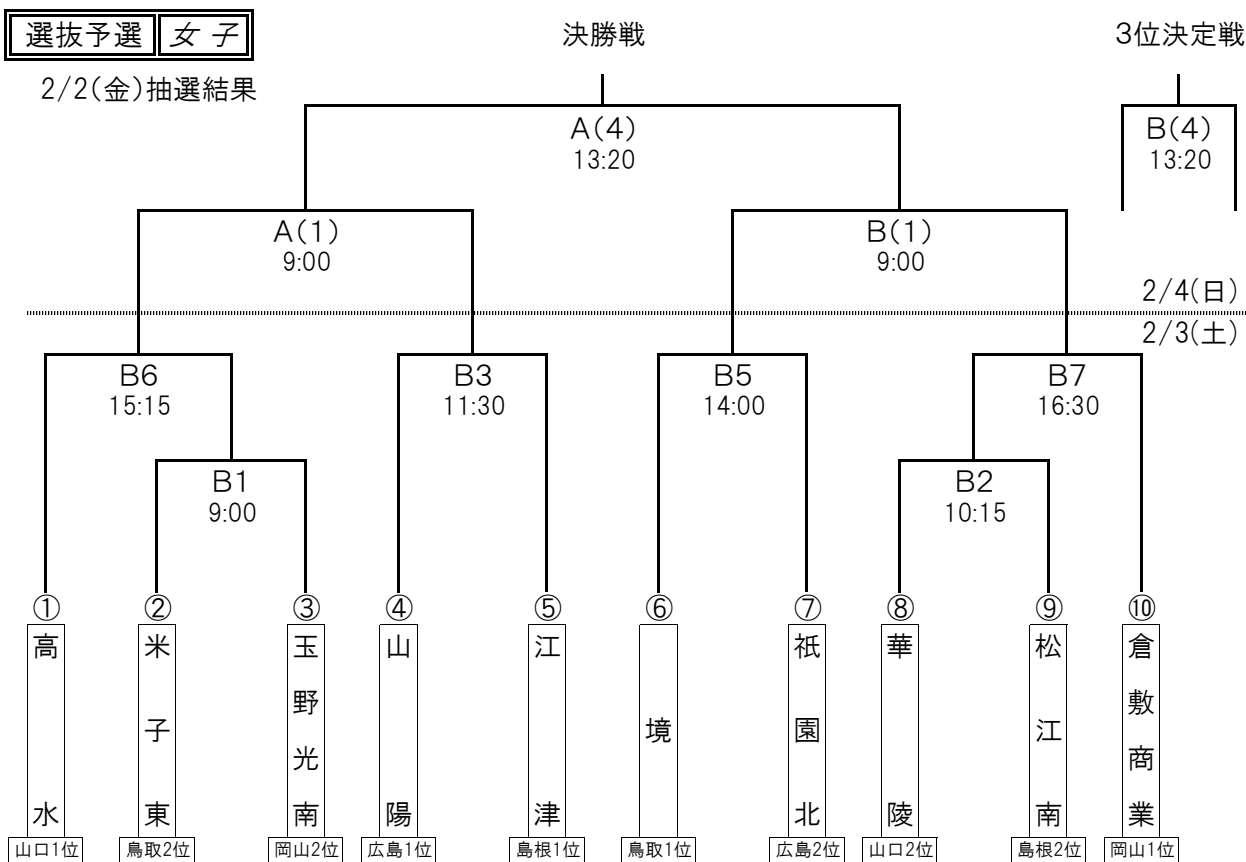 選抜予選 女子
決勝戦
3位決定戦
2/2(金)抽選結果
A(4)
13:20
B(4)
13:20
A(1)
9:00
B(1)
9:00
2/4(日)
2/3(土)
B6
15:15
B3
11:30
B5
14:00
B7
16:30
B1
9:00
B2
10:15
① ② ③ ④ ⑤ ⑥ ⑦ ⑧ ⑨ ⑩
高水
米子東
玉野光南
山陽
江津
境
祇園北
華陵
松江南
倉敷商業
山口1位 鳥取2位 岡山2位 広島1位 島根1位 鳥取1位 広島2位 山口2位 島根2位 岡山1位